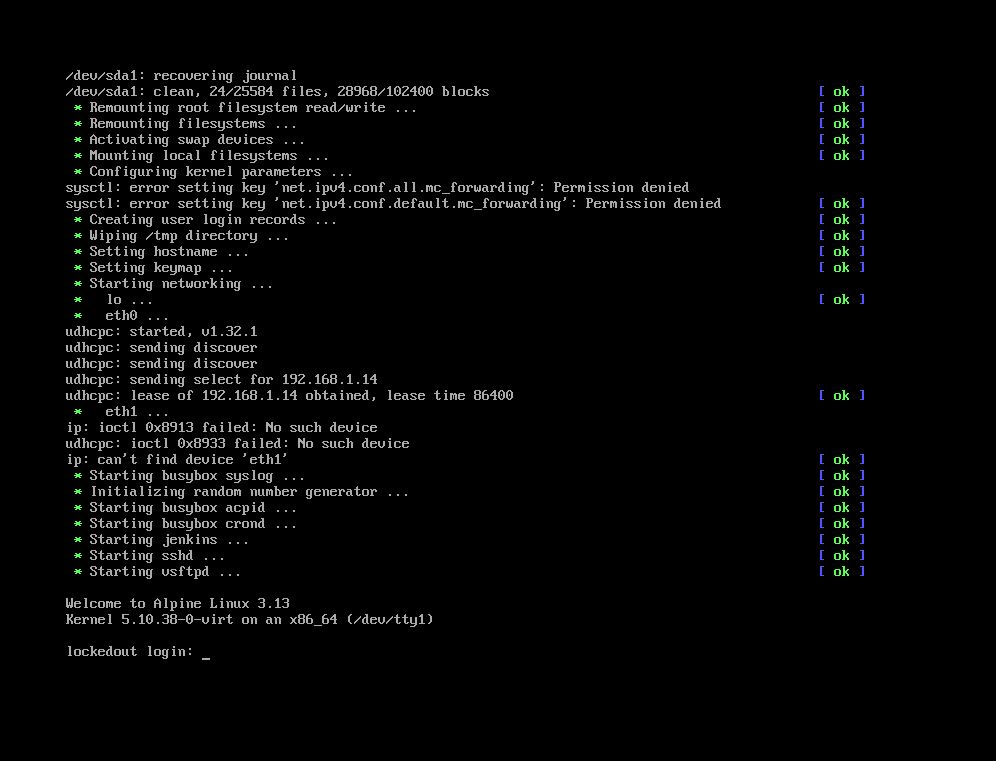 /dev/sda1: recovering journal
/dev/sda1: clean, 24/25584 files, 28968/102400 blocks [ ok ]
* Remounting root filesystem read/write ... [ ok ]
* Remounting filesystems ... [ ok ]
* Activating swap devices ... [ ok ]
* Mounting local filesystems ... [ ok ]
* Configuring kernel parameters ...
sysctl: error setting key 'net.ipv4.conf.all.mc_forwarding': Permission denied
sysctl: error setting key 'net.ipv4.conf.default.mc_forwarding': Permission denied [ ok ]
* Creating user login records ... [ ok ]
* Wiping /tmp directory ... [ ok ]
* Setting hostname ... [ ok ]
* Setting keymap ... [ ok ]
* Starting networking ...
* lo ... [ ok ]
* eth0 ...
udhcpc: started, v1.32.1
udhcpc: sending discover
udhcpc: sending discover
udhcpc: sending select for 192.168.1.14
udhcpc: lease of 192.168.1.14 obtained, lease time 86400 [ ok ]
* eth1 ...
ip: ioctl 0x8913 failed: No such device
udhcpc: ioctl 0x8933 failed: No such device
ip: can't find device 'eth1' [ ok ]
* Starting busybox syslog ... [ ok ]
* Initializing random number generator ... [ ok ]
* Starting busybox acpid ... [ ok ]
* Starting busybox crond ... [ ok ]
* Starting jenkins ... [ ok ]
* Starting sshd ... [ ok ]
* Starting vsftpd ... [ ok ]
Welcome to Alpine Linux 3.13
Kernel 5.10.38-0-virt on an x86_64 (/dev/tty1)
lockedout login: _